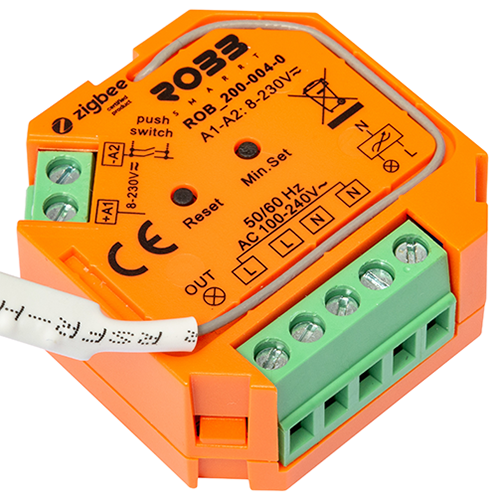 zigbee
certified
product
ROBB
SMARRT
ROB_200-004-0
A1-A2: 8-230V
push
switch
-A2
+A1
8-230V
Reset
Min.Set
N
L
CE
50/60 Hz
AC 100-240V~
OUT
L
L
N
N